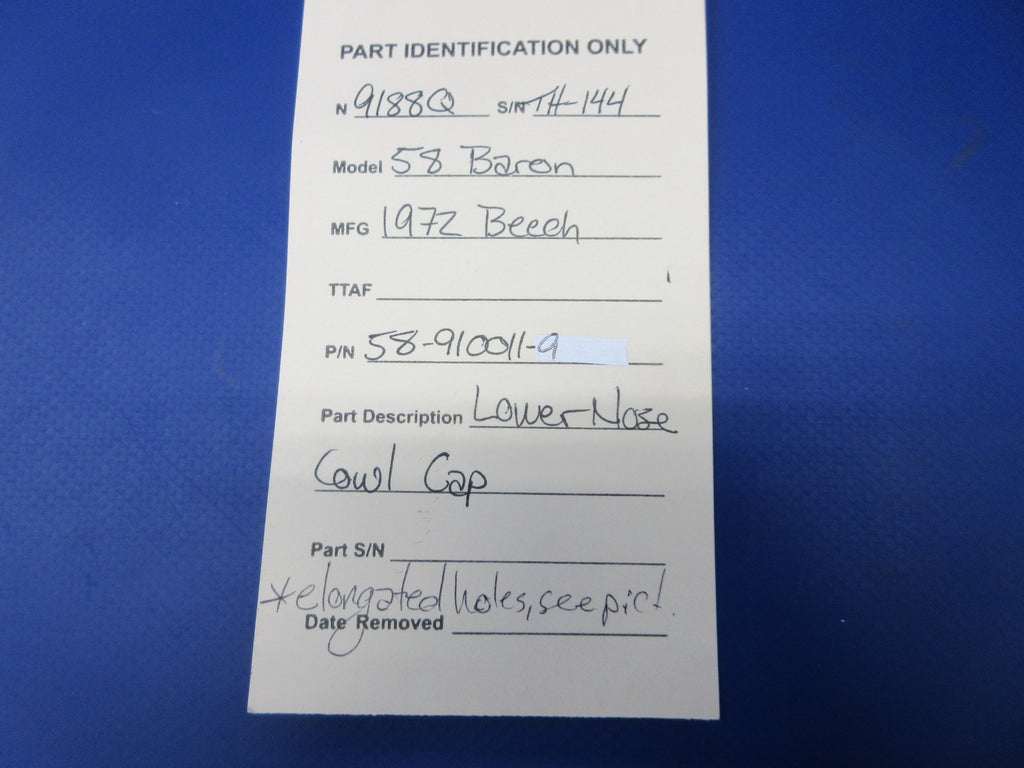 PART IDENTIFICATION ONLY
N 9188Q S/N TH-144
Model 58 Baron
MFG 1972 Beech
TTAF
P/N 58-910011-9
Part Description Lower Nose
Cowl Cap
Part S/N
*elongated holes, see pict.
Date Removed